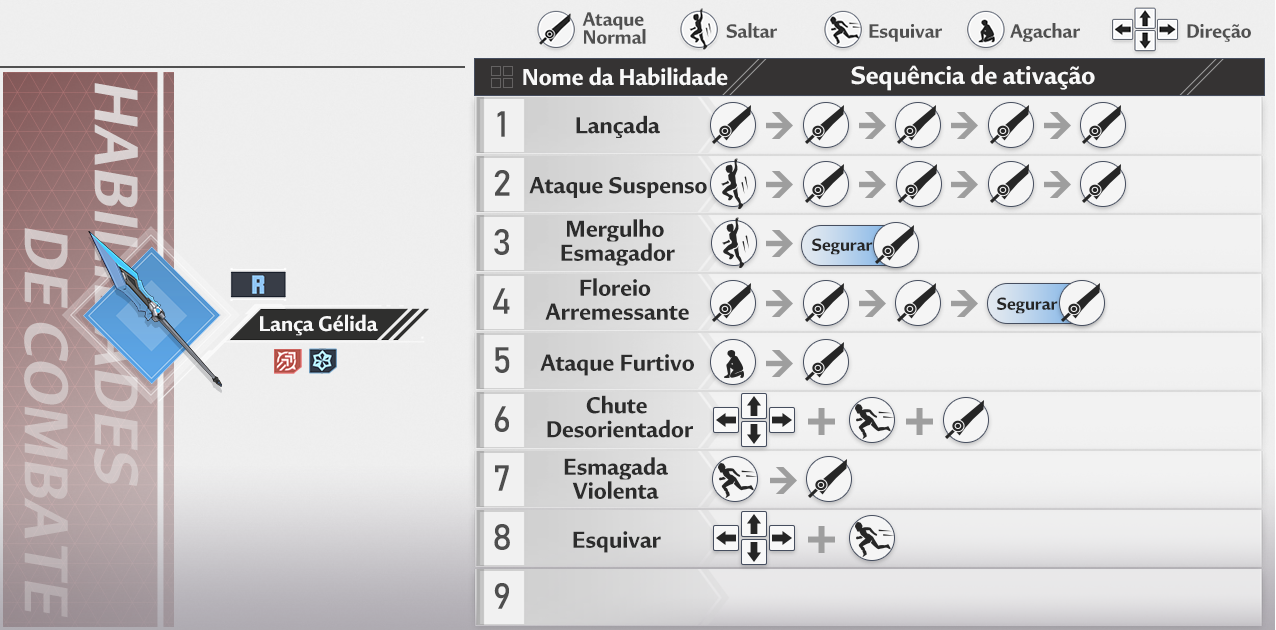 Ataque
Normal
Saltar
Esquivar
Agachar
Direção
Nome da Habilidade
Sequência de ativação
HABILIDADES
DE COMBATE
R
Lança Gélida
1
Lançada
2
Ataque Suspenso
3
Mergulho
Esmagador
Segurar
4
Floreio
Arremessante
Segurar
5
Ataque Furtivo
6
Chute
Desorientador
7
Esmagada
Violenta
8
Esquivar
9